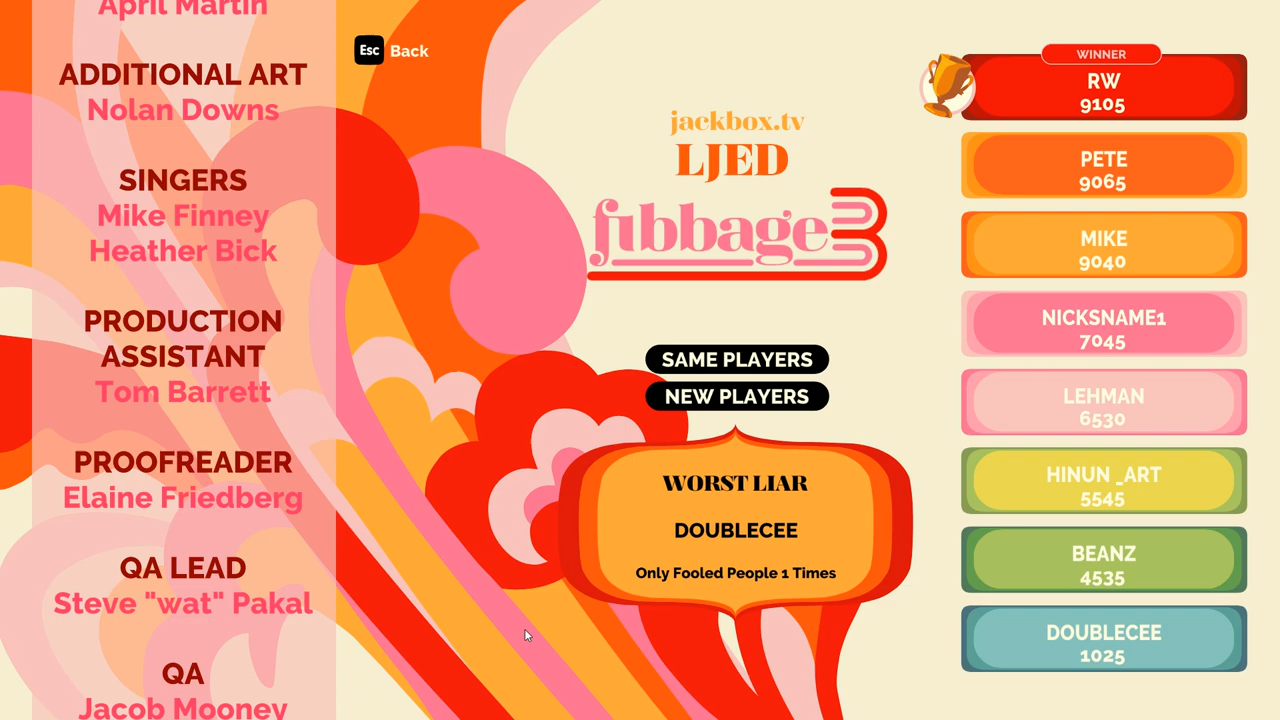 April Martin
ADDITIONAL ART
Nolan Downs
SINGERS
Mike Finney
Heather Bick
PRODUCTION
ASSISTANT
Tom Barrett
PROOFREADER
Elaine Friedberg
QA LEAD
Steve "wat" Pakal
QA
Jacob Mooney
Esc Back
jackbox.tv
LJED
fibbage 3
SAME PLAYERS
NEW PLAYERS
WORST LIAR
DOUBLECEE
Only Fooled People 1 Times
WINNER
RW
9105
PETE
9065
MIKE
9040
NICKSNAME1
7045
LEHMAN
6530
HINUN_ART
5545
BEANZ
4535
DOUBLECEE
1025